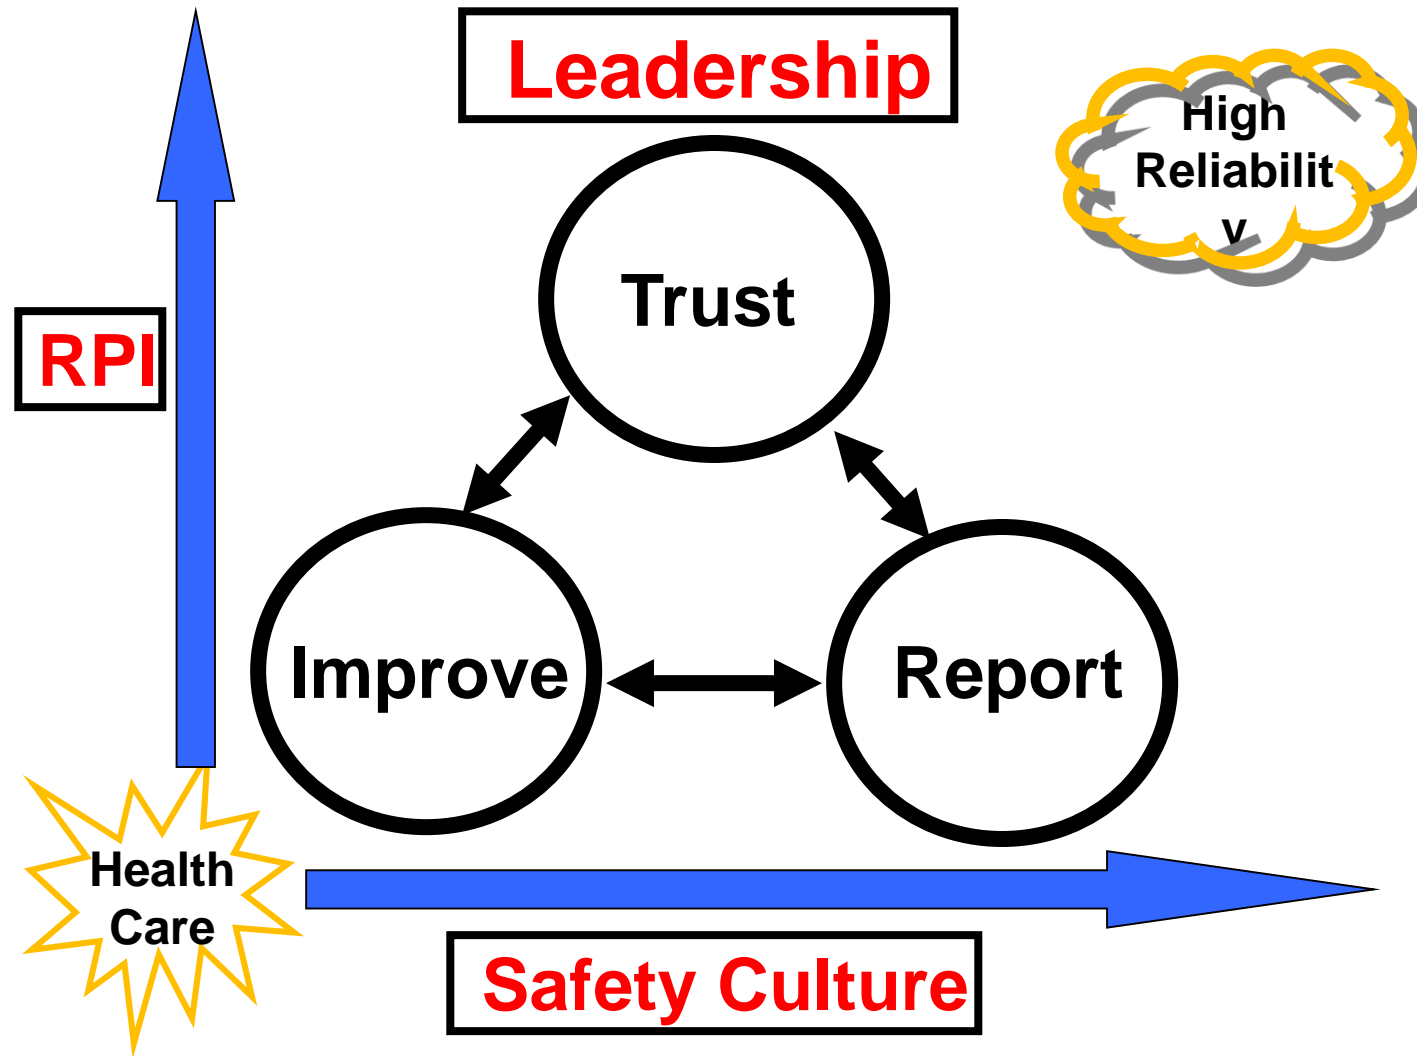 Leadership
High
Reliabilit
y
Trust
RPI
Improve
Report
Health
Care
Safety Culture